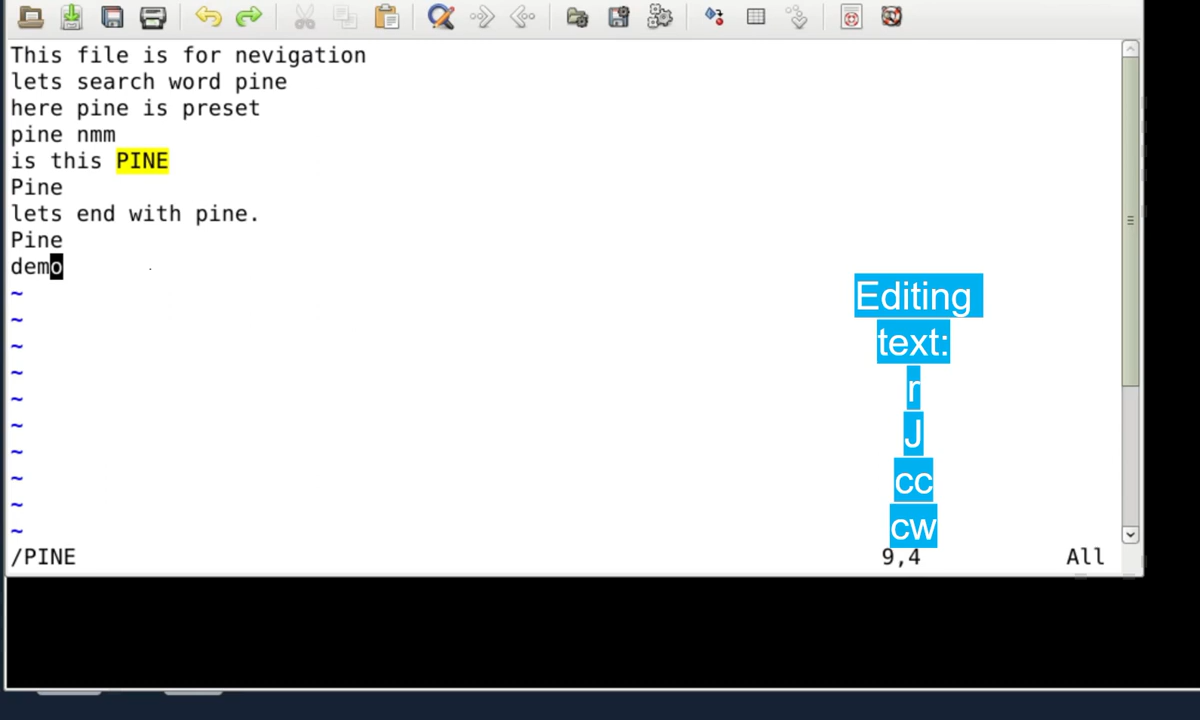 This file is for nevigation
lets search word pine
here pine is preset
pine nmm
is this PINE
Pine
lets end with pine.
Pine
demo
~
~
~
~
~
~
~
~
~
~
/PINE
9,4
All
Editing
text:
r
J
cc
cw